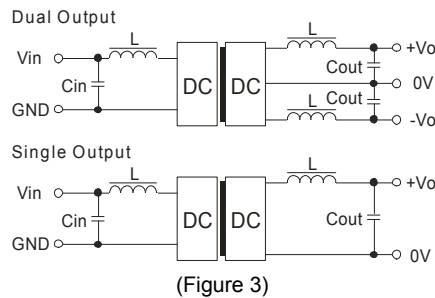 Dual Output
L L
Vin +Vo
Cin Cout
DC DC 0V
Cout
GND L
-Vo
Single Output
L L
Vin +Vo
Cin DC DC Cout
GND 0V
(Figure 3)